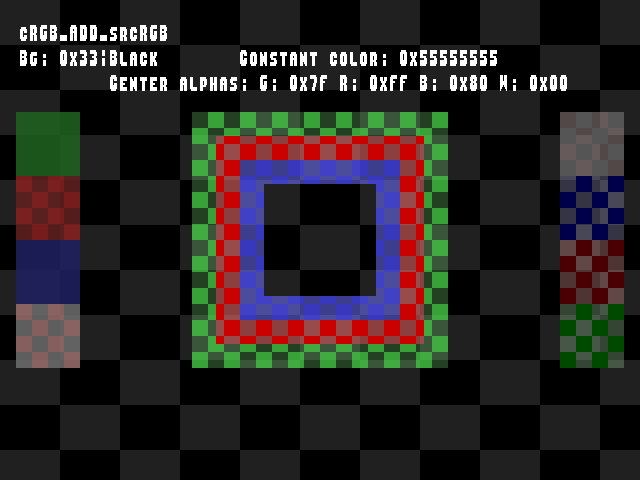 cRGB_ADD_srcRGB
Bg: 0x33¦Black Constant color: 0x55555555
Center alphas: G: 0x7f R: 0xff B: 0x80 W: 0x00